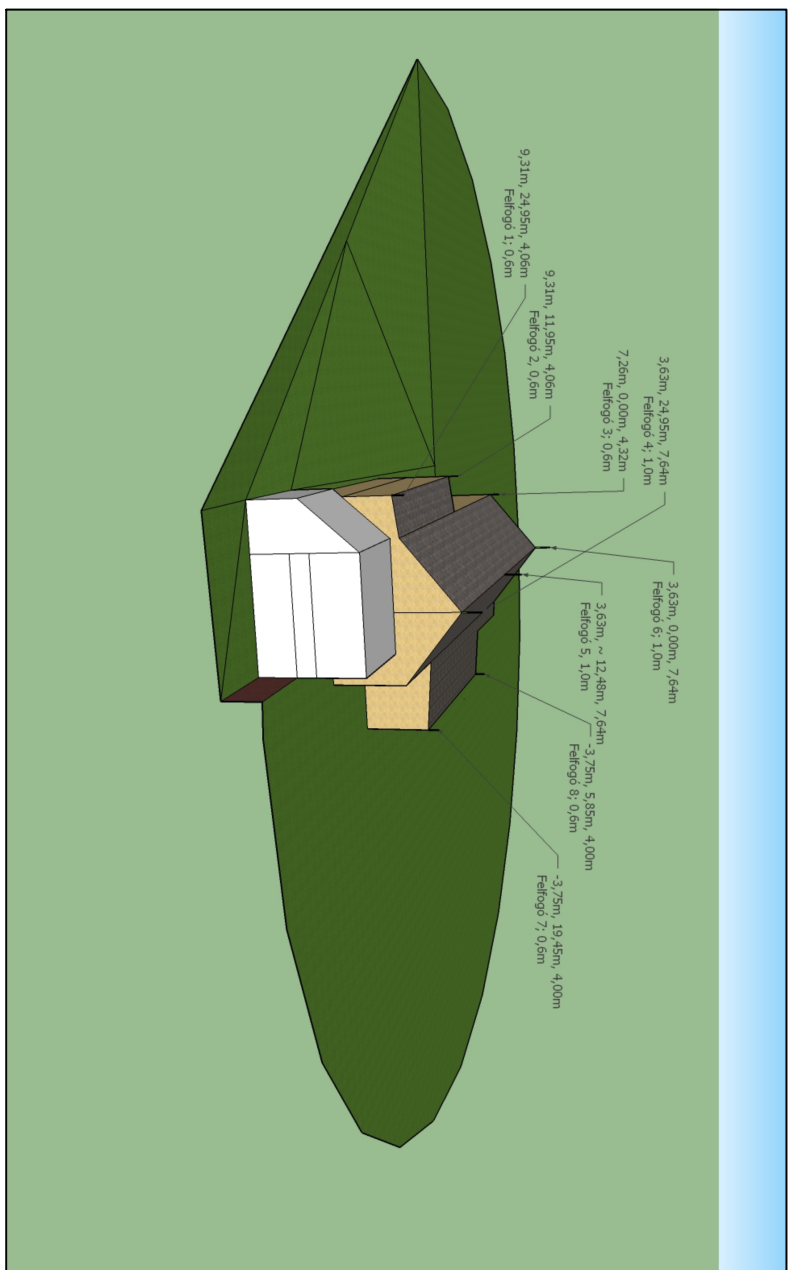 9,31m, 24,95m, 4,06m
Felfogó 1; 0,6m
9,31m, 11,95m, 4,06m
Felfogó 2, 0,6m
7,26m, 0,00m, 4,32m
Felfogó 3; 0,6m
3,63m, 24,95m, 7,64m
Felfogó 4; 1,0m
3,63m, 0,00m, 7,64m
Felfogó 6; 1,0m
3,63m, ~ 12,48m, 7,64m
Felfogó 5, 1,0m
-3,75m, 5,85m, 4,00m
Felfogó 8; 0,6m
-3,75m, 19,45m, 4,00m
Felfogó 7; 0,6m